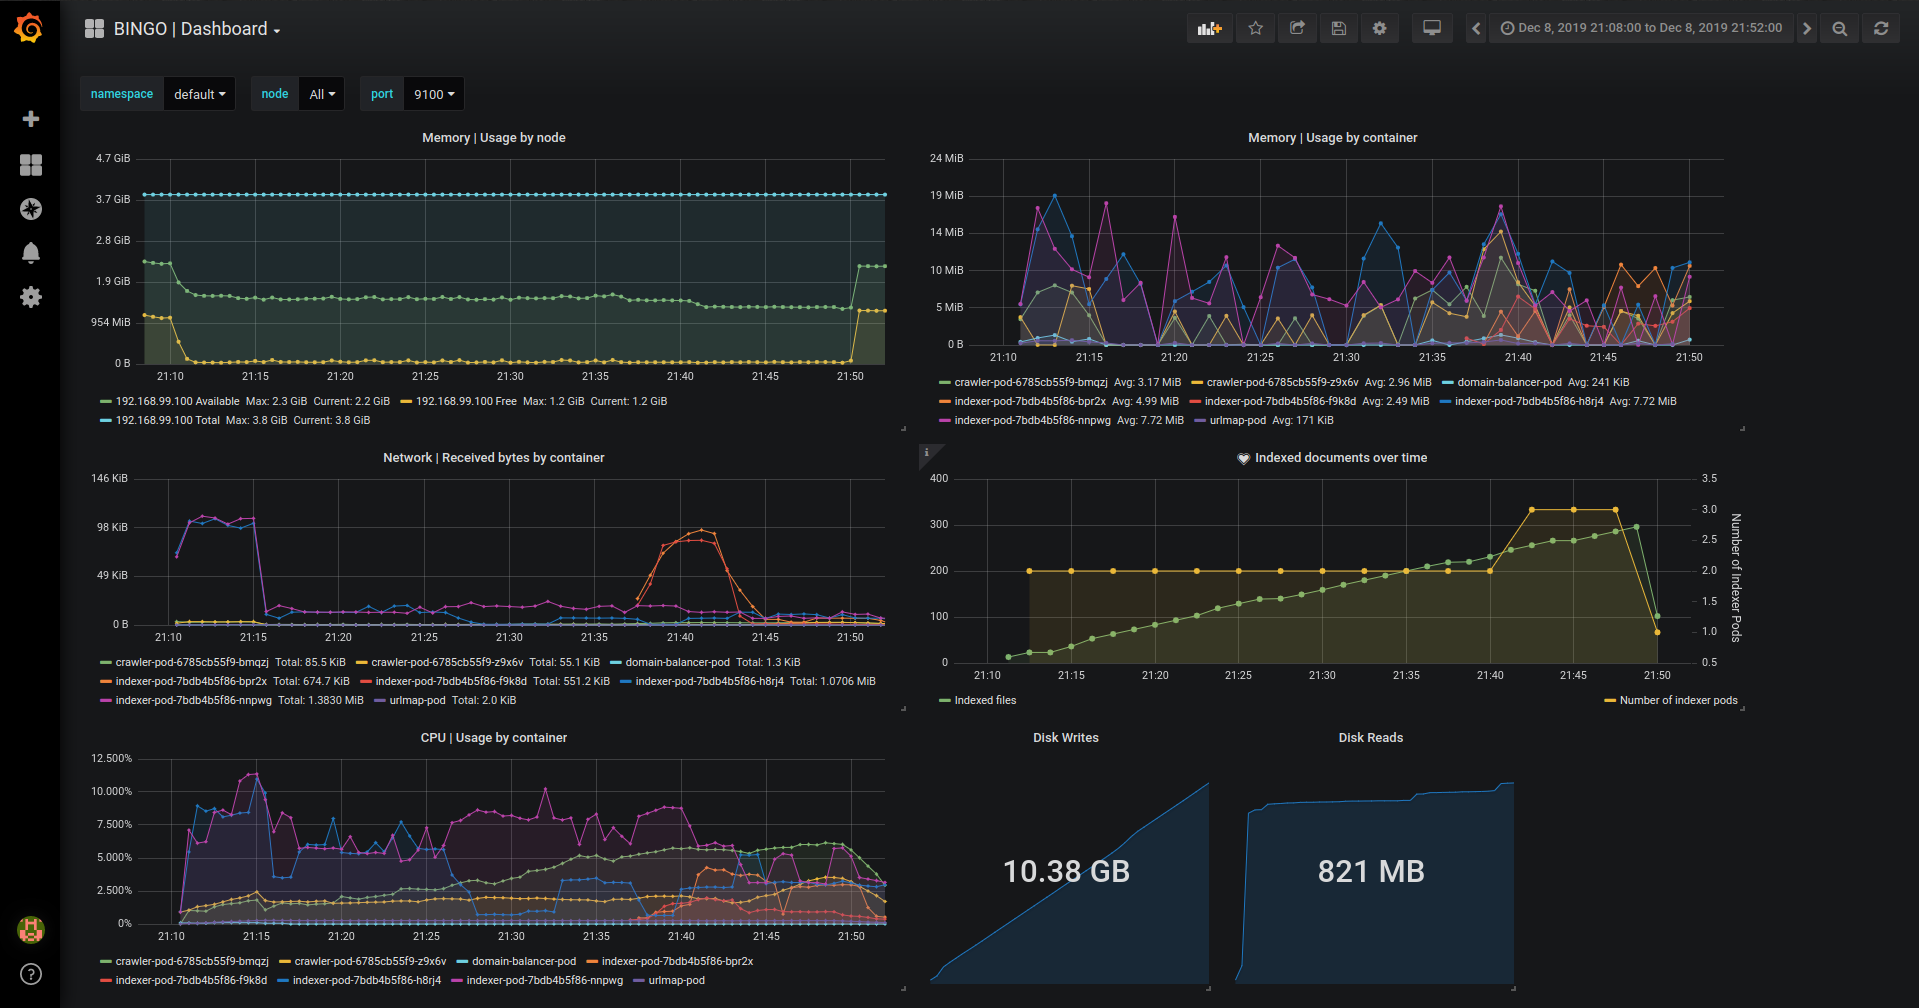 BINGO | Dashboard
Dec 8, 2019 21:08:00 to Dec 8, 2019 21:52:00
namespace default node All port 9100
Memory | Usage by node
4.7 GiB
3.7 GiB
2.8 GiB
1.9 GiB
954 MiB
0 B
21:10 21:15 21:20 21:25 21:30 21:35 21:40 21:45 21:50
192.168.99.100 Available Max: 2.3 GiB Current: 2.2 GiB 192.168.99.100 Free Max: 1.2 GiB Current: 1.2 GiB
192.168.99.100 Total Max: 3.8 GiB Current: 3.8 GiB
Memory | Usage by container
24 MiB
19 MiB
14 MiB
10 MiB
5 MiB
0 B
21:10 21:15 21:20 21:25 21:30 21:35 21:40 21:45 21:50
crawler-pod-6785cb55f9-bmqzj Avg: 3.17 MiB crawler-pod-6785cb55f9-z9x6v Avg: 2.96 MiB domain-balancer-pod Avg: 241 KiB
indexer-pod-7bdb4b5f86-bpr2x Avg: 4.99 MiB indexer-pod-7bdb4b5f86-f9k8d Avg: 2.49 MiB indexer-pod-7bdb4b5f86-h8rj4 Avg: 7.72 MiB
indexer-pod-7bdb4b5f86-nnpwg Avg: 7.72 MiB urlmap-pod Avg: 171 KiB
Network | Received bytes by container
146 KiB
98 KiB
49 KiB
0 B
21:10 21:15 21:20 21:25 21:30 21:35 21:40 21:45 21:50
crawler-pod-6785cb55f9-bmqzj Total: 85.5 KiB crawler-pod-6785cb55f9-z9x6v Total: 55.1 KiB domain-balancer-pod Total: 1.3 KiB
indexer-pod-7bdb4b5f86-bpr2x Total: 674.7 KiB indexer-pod-7bdb4b5f86-f9k8d Total: 551.2 KiB indexer-pod-7bdb4b5f86-h8rj4 Total: 1.0706 MiB
indexer-pod-7bdb4b5f86-nnpwg Total: 1.3830 MiB urlmap-pod Total: 2.0 KiB
i
Indexed documents over time
400
300
200
100
0
3.5
3.0
2.5
2.0
1.5
1.0
0.5
Number of Indexer Pods
21:10 21:15 21:20 21:25 21:30 21:35 21:40 21:45 21:50
Indexed files Number of indexer pods
CPU | Usage by container
12.500%
10.000%
7.500%
5.000%
2.500%
0%
21:10 21:15 21:20 21:25 21:30 21:35 21:40 21:45 21:50
crawler-pod-6785cb55f9-bmqzj crawler-pod-6785cb55f9-z9x6v domain-balancer-pod indexer-pod-7bdb4b5f86-bpr2x
indexer-pod-7bdb4b5f86-f9k8d indexer-pod-7bdb4b5f86-h8rj4 indexer-pod-7bdb4b5f86-nnpwg urlmap-pod
Disk Writes
10.38 GB
Disk Reads
821 MB
?